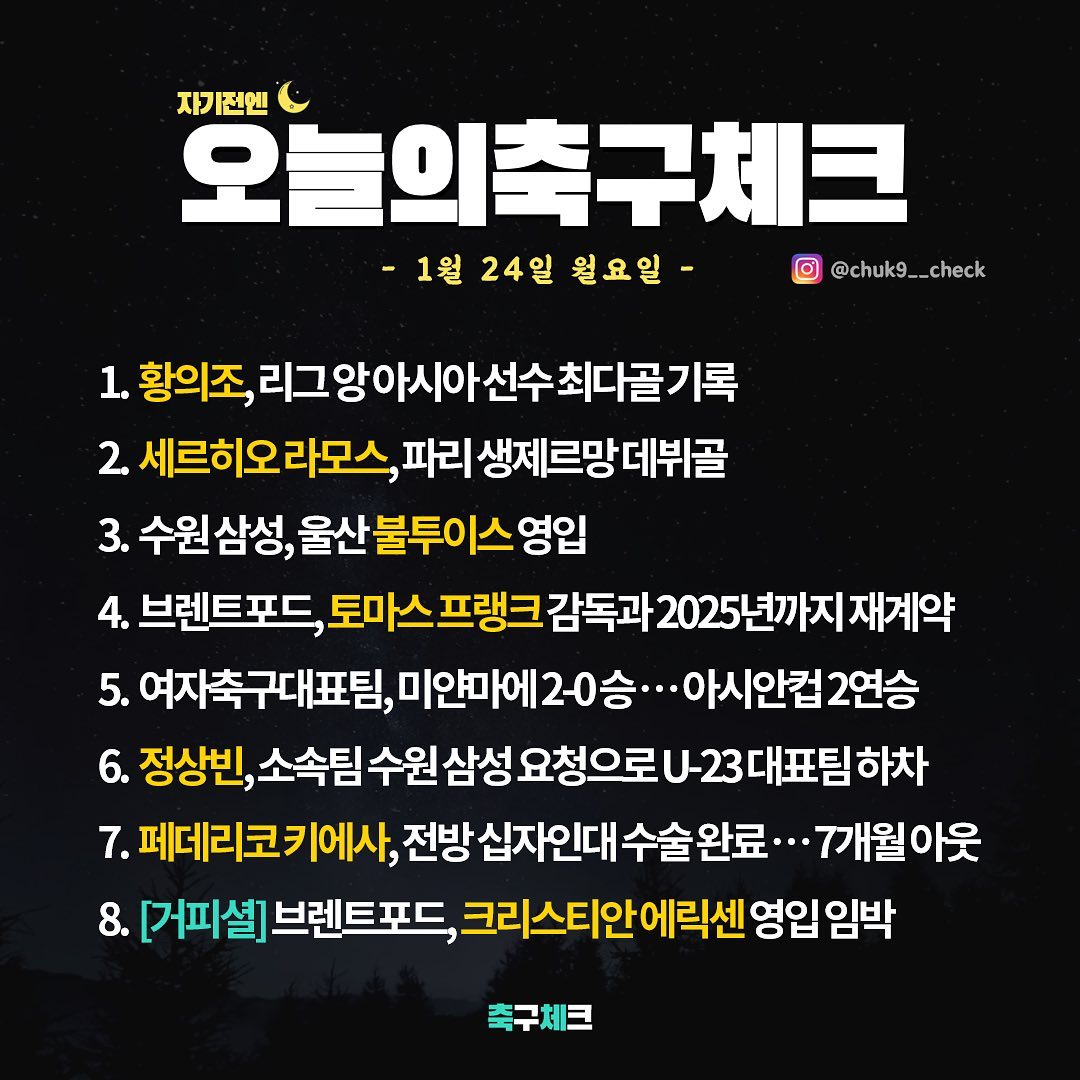 자기전엔
오늘의축구체크
- 1월 24일 월요일 -
@chuk9__check
1. 황의조, 리그 앙 아시아 선수 최다골 기록
2. 세르히오 라모스, 파리 생제르망 데뷔골
3. 수원 삼성, 울산 불투이스 영입
4. 브렌트포드, 토마스 프랭크 감독과 2025년까지 재계약
5. 여자축구대표팀, 미얀마에 2-0 승… 아시안컵 2연승
6. 정상빈, 소속팀 수원 삼성 요청으로 U-23 대표팀 하차
7. 페데리코 키에사, 전방 십자인대 수술 완료… 7개월 아웃
8. [거피셜] 브렌트포드, 크리스티안 에릭센 영입 임박
축구체크